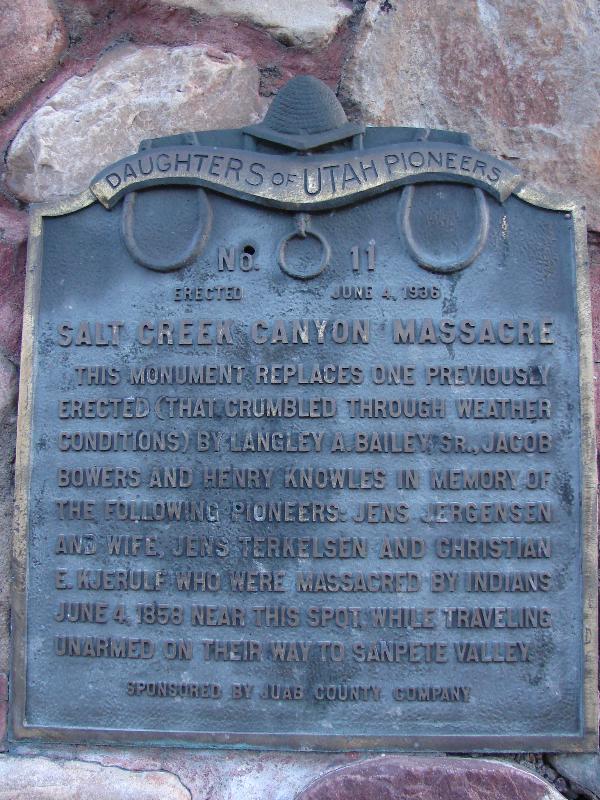 DAUGHTERS OF UTAH PIONEERS
No. 11
ERECTED JUNE 4, 1936
SALT CREEK CANYON MASSACRE
THIS MONUMENT REPLACES ONE PREVIOUSLY
ERECTED (THAT CRUMBLED THROUGH WEATHER
CONDITIONS) BY LANGLEY A. BAILEY, SR., JACOB
BOWERS AND HENRY KNOWLES IN MEMORY OF
THE FOLLOWING PIONEERS: JENS JERGENSEN
AND WIFE, JENS TERKELSEN AND CHRISTIAN
E. KJERULF WHO WERE MASSACRED BY INDIANS
JUNE 4, 1858 NEAR THIS SPOT, WHILE TRAVELING
UNARMED ON THEIR WAY TO SANPETE VALLEY.
SPONSORED BY JUAB COUNTY COMPANY